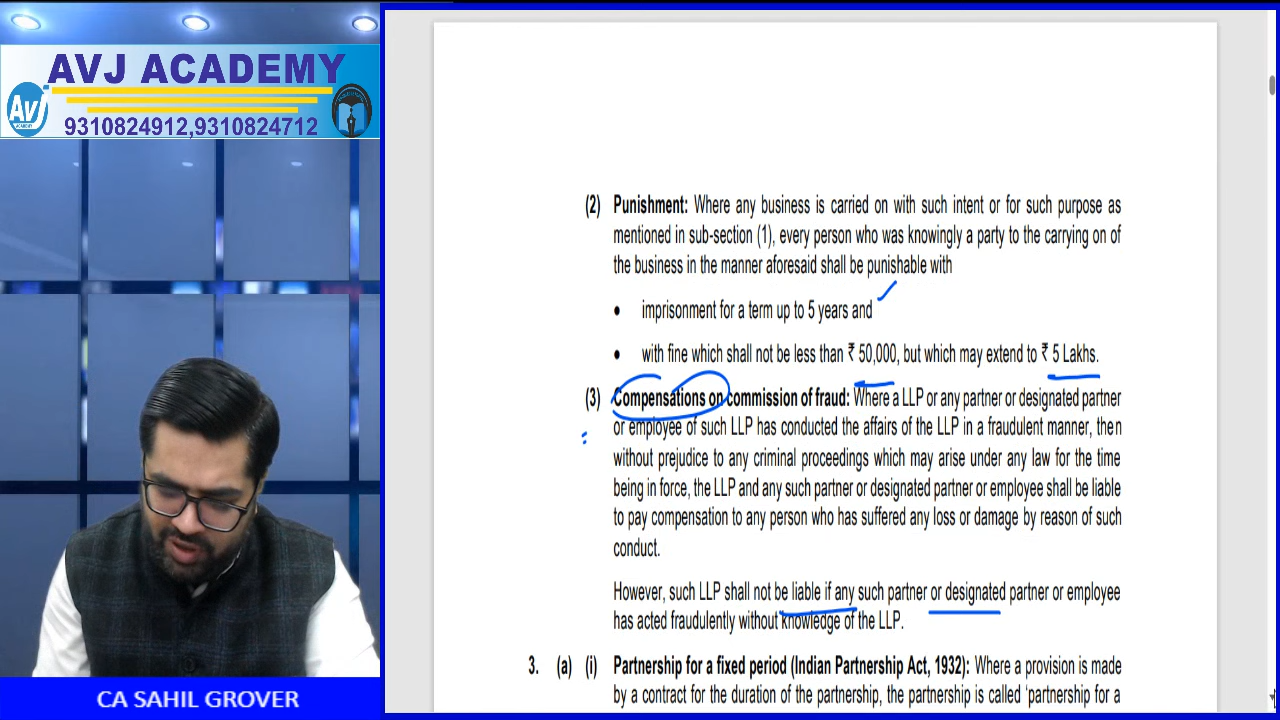 AVJ ACADEMY
AVJ
ACADEMY
9310824912,9310824712
(2) Punishment: Where any business is carried on with such intent or for such purpose as
mentioned in sub-section (1), every person who was knowingly a party to the carrying on of
the business in the manner aforesaid shall be punishable with
• imprisonment for a term up to 5 years and
• with fine which shall not be less than ₹ 50,000, but which may extend to ₹ 5 Lakhs.
(3) Compensations on commission of fraud: Where a LLP or any partner or designated partner
or employee of such LLP has conducted the affairs of the LLP in a fraudulent manner, then
without prejudice to any criminal proceedings which may arise under any law for the time
being in force, the LLP and any such partner or designated partner or employee shall be liable
to pay compensation to any person who has suffered any loss or damage by reason of such
conduct.
However, such LLP shall not be liable if any such partner or designated partner or employee
has acted fraudulently without knowledge of the LLP.
3. (a) (i) Partnership for a fixed period (Indian Partnership Act, 1932): Where a provision is made
by a contract for the duration of the partnership, the partnership is called ‘partnership for a
CA SAHIL GROVER